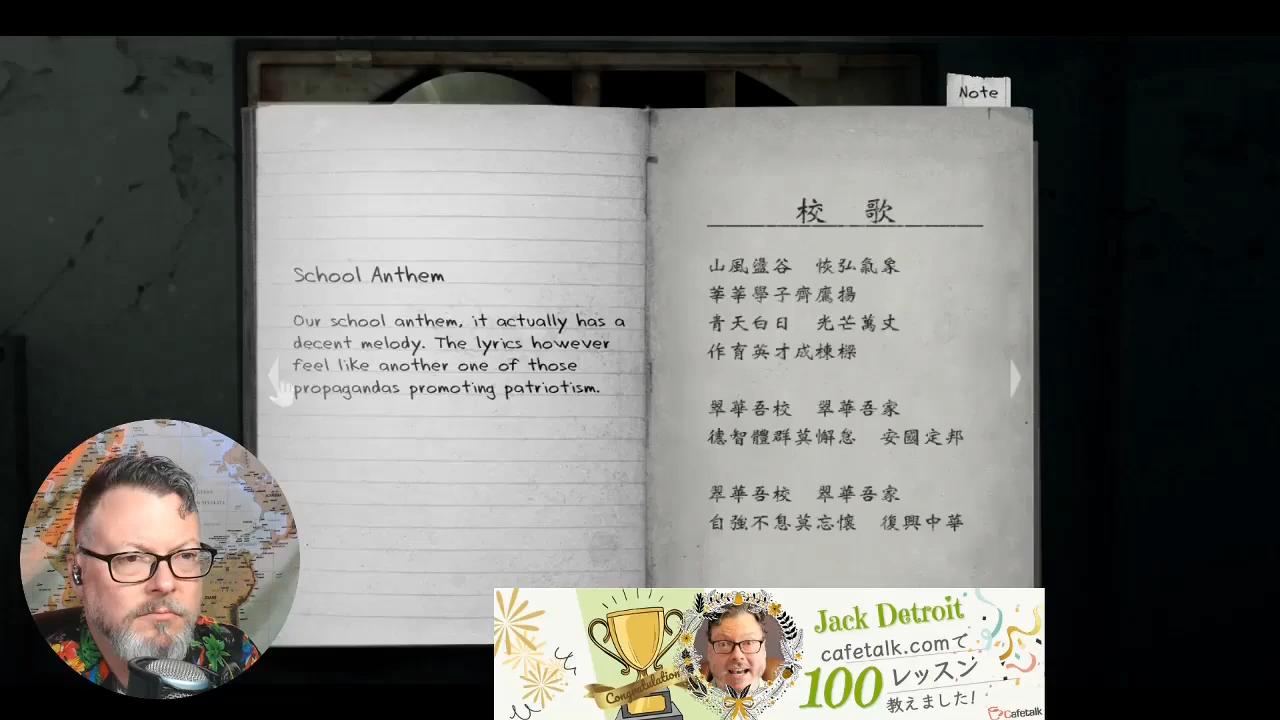 Note
School Anthem
Our school anthem, it actually has a
decent melody. The lyrics however
feel like another one of those
propagandas promoting patriotism.
校 歌
山風盪谷 恢弘氣象
莘莘學子齊鷹揚
青天白日 光芒萬丈
作育英才成棟樑
翠華吾校 翠華吾家
德智體群莫懈怠 安國定邦
翠華吾校 翠華吾家
自強不息莫忘懷 復興中華
Congratulation
Jack Detroit
cafetalk.comで
100レッスン
教えました!
Cafetalk